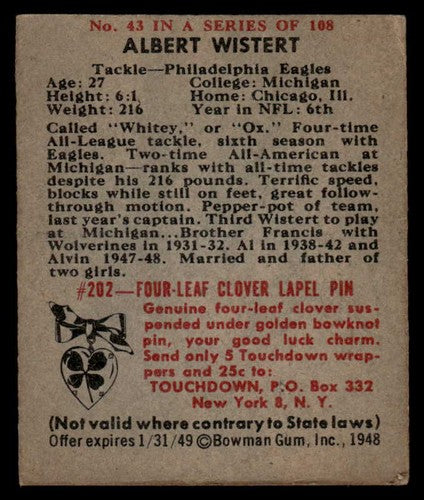 No. 43 IN A SERIES OF 108
ALBERT WISTERT
Tackle—Philadelphia Eagles
Age: 27 College: Michigan
Height: 6:1 Home: Chicago, Ill.
Weight: 216 Year in NFL: 6th
Called "Whitey," or "Ox." Four-time
All-League tackle, sixth season with
Eagles. Two-time All-American at
Michigan—ranks with all-time tackles
despite his 216 pounds. Terrific speed,
blocks while still on feet, great follow-
through motion. Pepper-pot of team,
last year's captain. Third Wistert to play
at Michigan...Brother Francis with
Wolverines in 1931-32. Al in 1938-42 and
Alvin 1947-48. Married and father of
two girls.
#202—FOUR-LEAF CLOVER LAPEL PIN
Genuine four-leaf clover sus-
pended under golden bowknot
pin, your good luck charm.
Send only 5 Touchdown wrap-
pers and 25c to:
TOUCHDOWN, P.O. Box 332
New York 8, N. Y.
(Not valid where contrary to State laws)
Offer expires 1/31/49 ©Bowman Gum, Inc., 1948